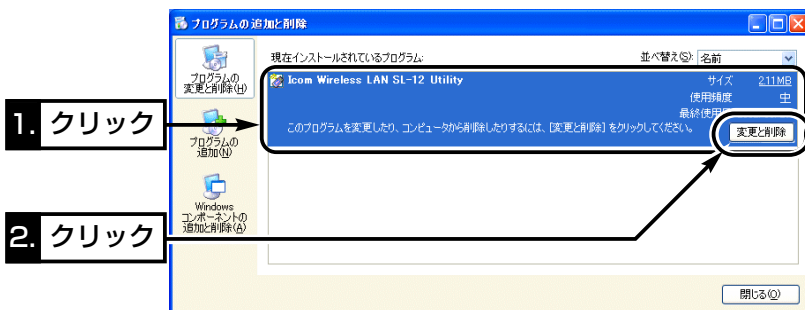 プログラムの追加と削除
プログラムの
変更と削除(H)
プログラムの
追加(N)
Windows
コンポーネントの
追加と削除(A)
現在インストールされているプログラム:
並べ替え(S): 名前
Icom Wireless LAN SL-12 Utility
サイズ 2.11MB
使用頻度 中
最終使用
このプログラムを変更したり、コンピュータから削除したりするには、[変更と削除] をクリックしてください。
変更と削除
1. クリック
2. クリック
閉じる(O)